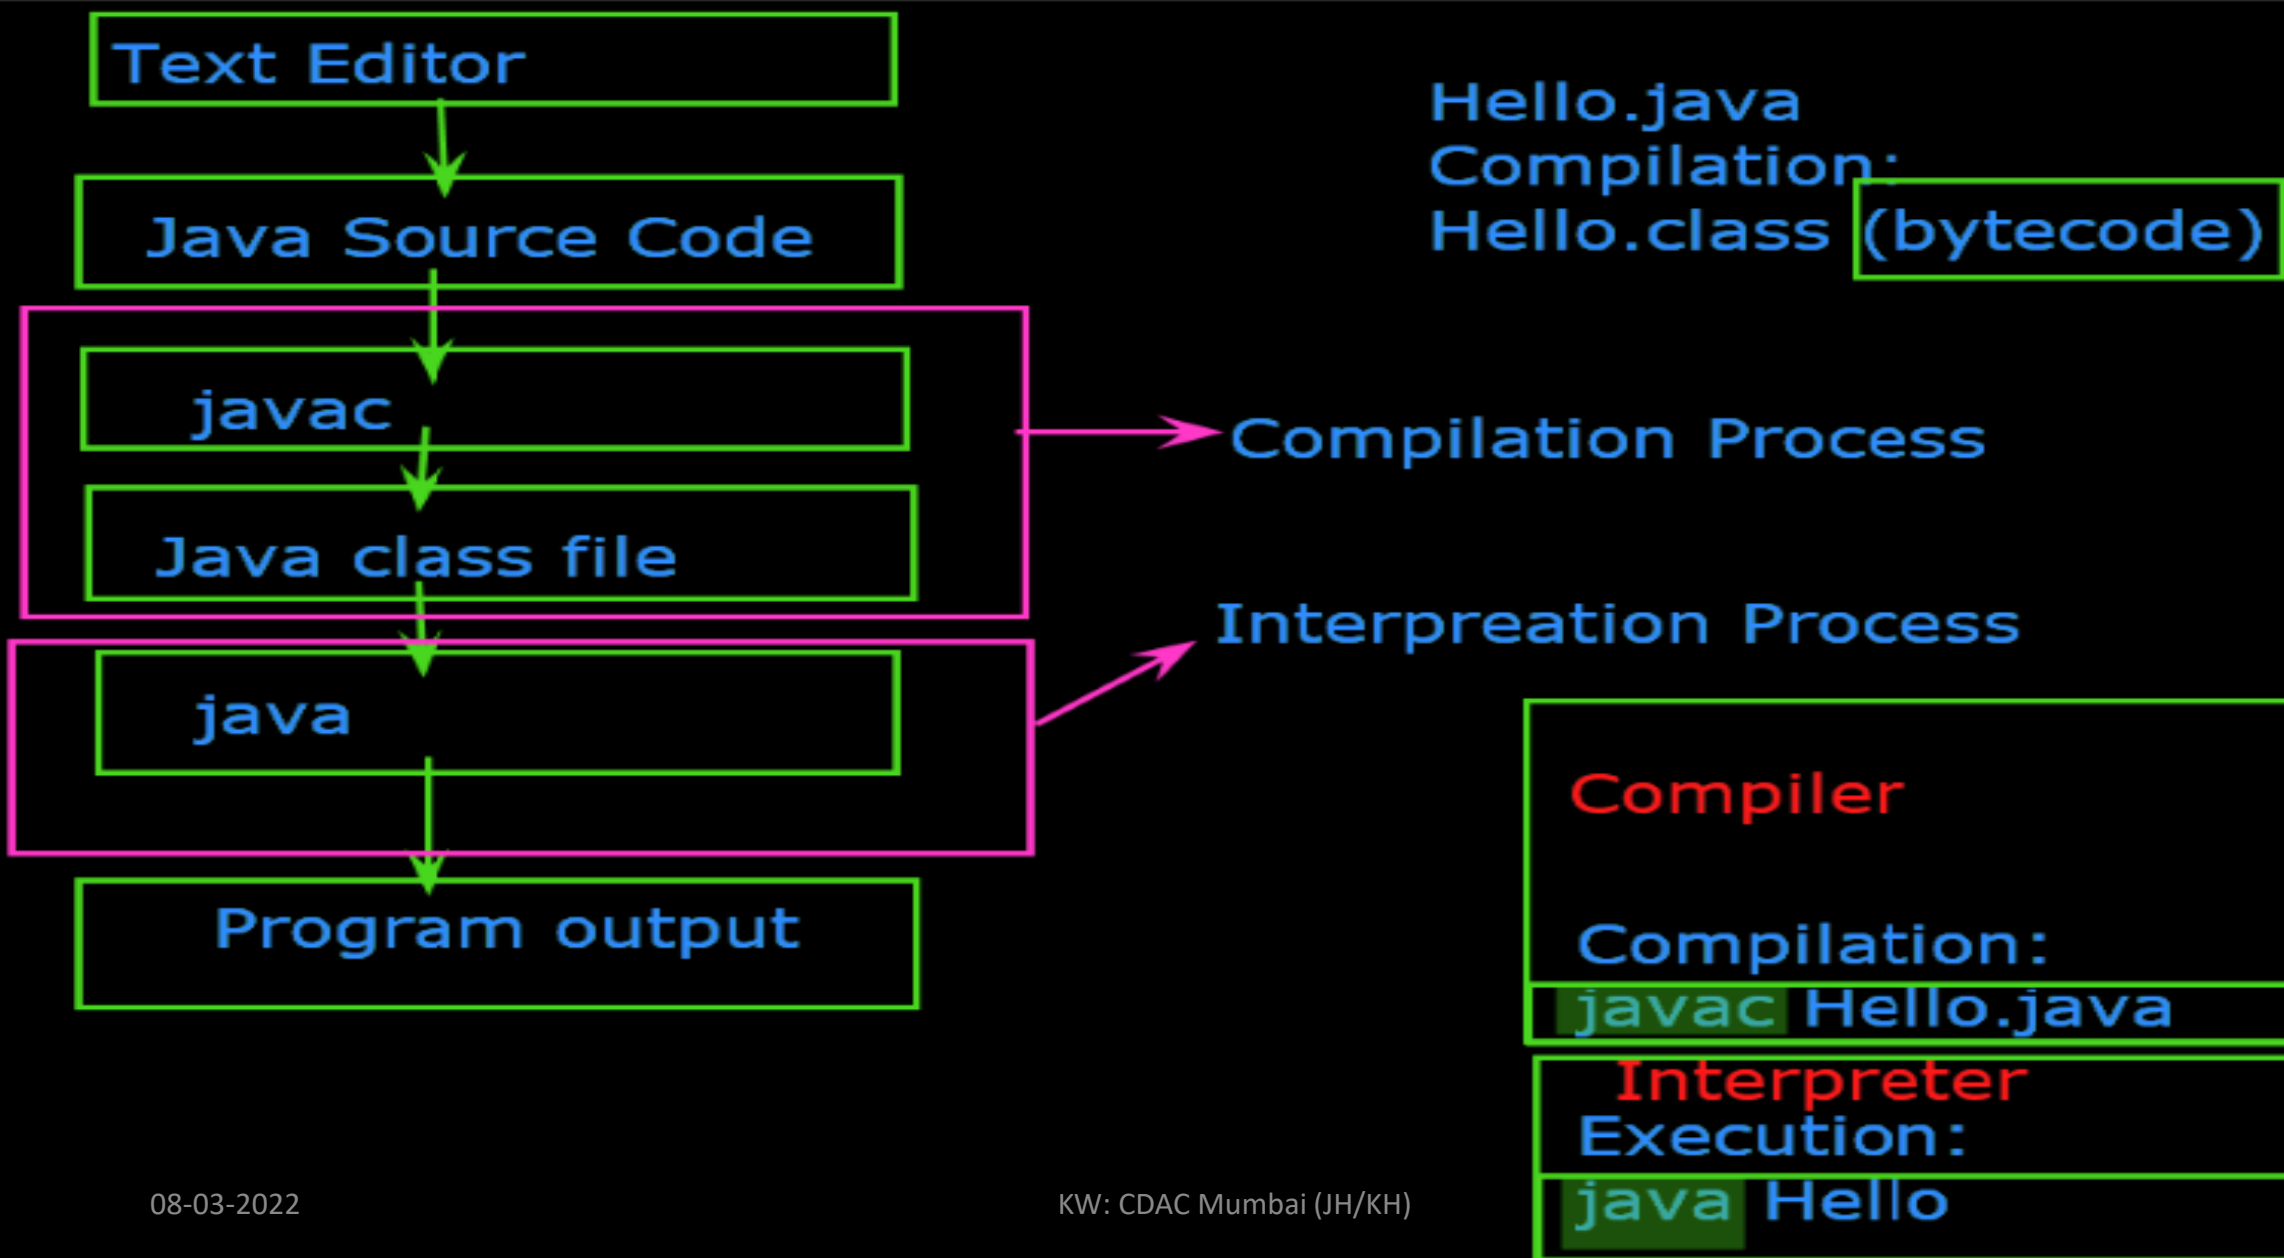 Text Editor
Java Source Code
javac
Java class file
java
Program output
Hello.java
Compilation:
Hello.class (bytecode)
Compilation Process
Interpreation Process
Compiler
Compilation:
javac Hello.java
Interpreter
Execution:
java Hello
08-03-2022
KW: CDAC Mumbai (JH/KH)